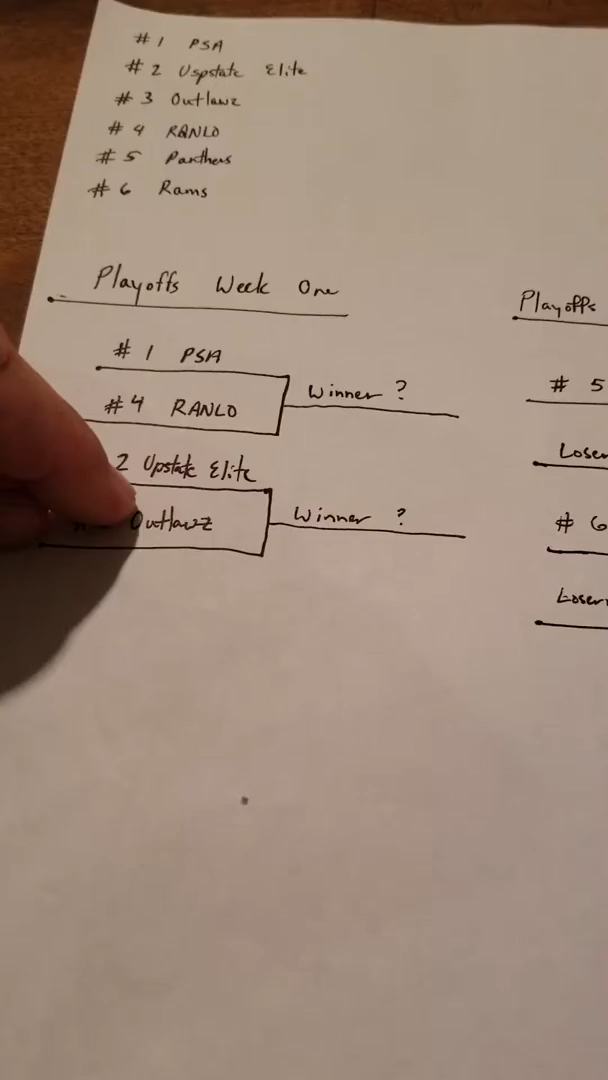 #1 PSA
#2 Uspstate Elite
#3 Outlawz
#4 RANLO
#5 Panthers
#6 Rams
Playoffs Week One
#1 PSA
#4 RANLO
Winner ?
2 Upstate Elite
Outlawz
Winner ?
Playoffs
# 5
Loser
# 6
Loser